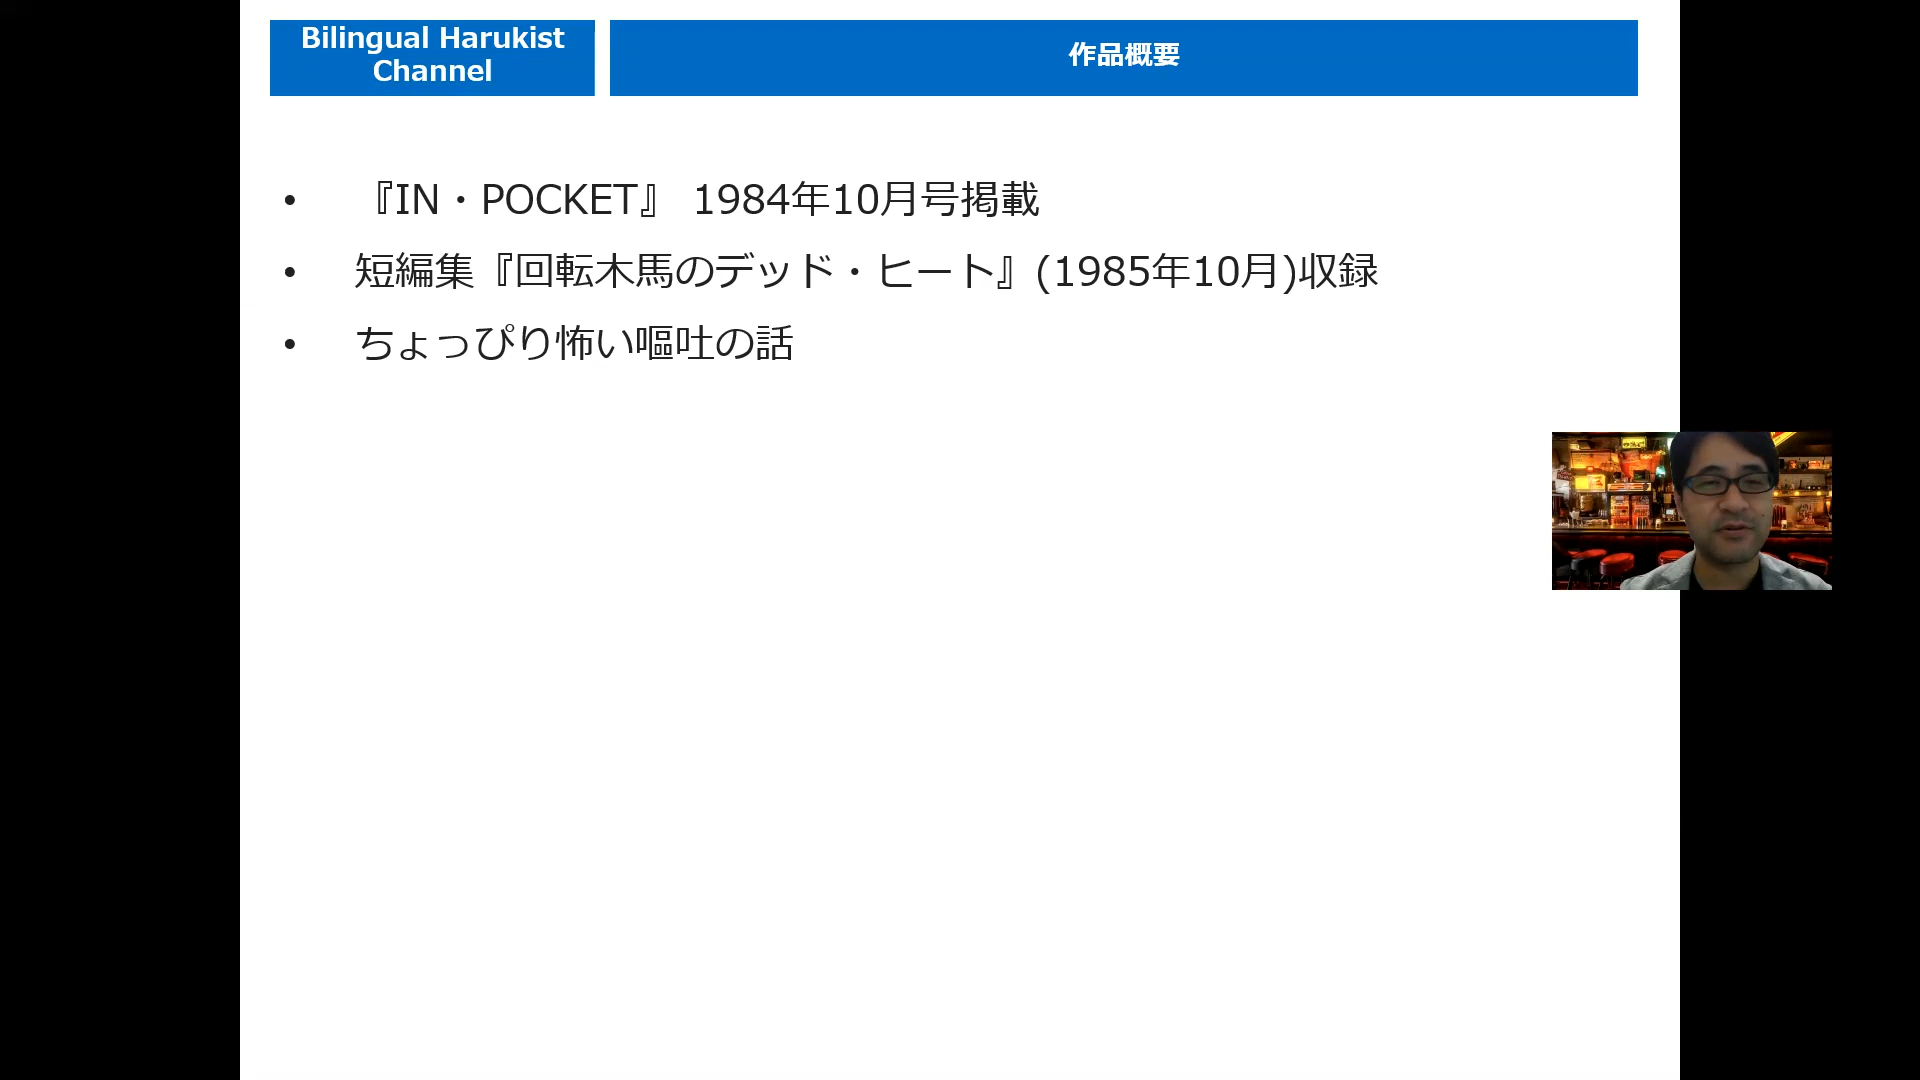 Bilingual Harukist
Channel
作品概要
• 『IN・POCKET』 1984年10月号掲載
• 短編集『回転木馬のデッド・ヒート』(1985年10月)収録
• ちょっぴり怖い嘔吐の話